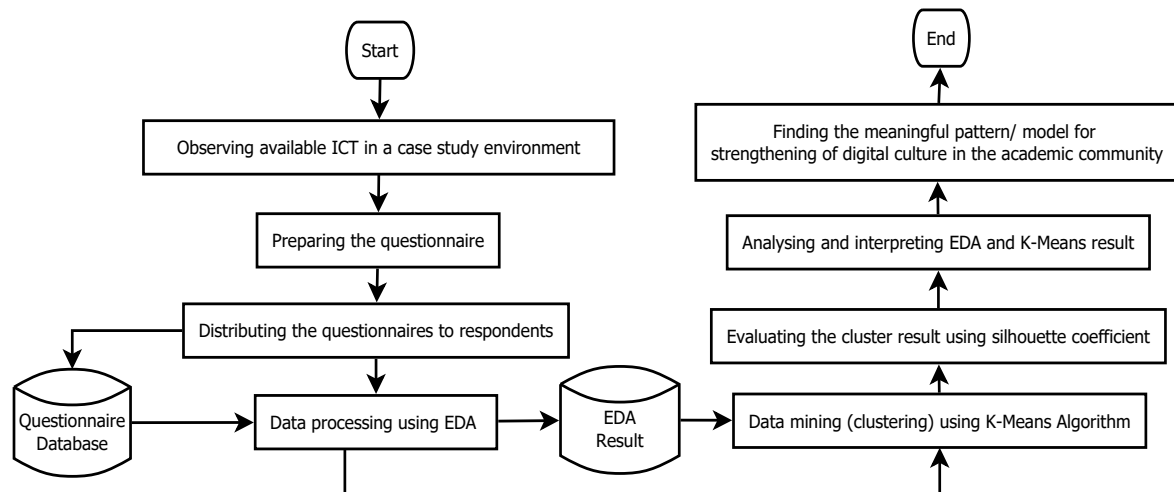 Start
Observing available ICT in a case study environment
Preparing the questionnaire
Distributing the questionnaires to respondents
Questionnaire
Database
Data processing using EDA
EDA
Result
Data mining (clustering) using K-Means Algorithm
Evaluating the cluster result using silhouette coefficient
Analysing and interpreting EDA and K-Means result
Finding the meaningful pattern/ model for
strengthening of digital culture in the academic community
End